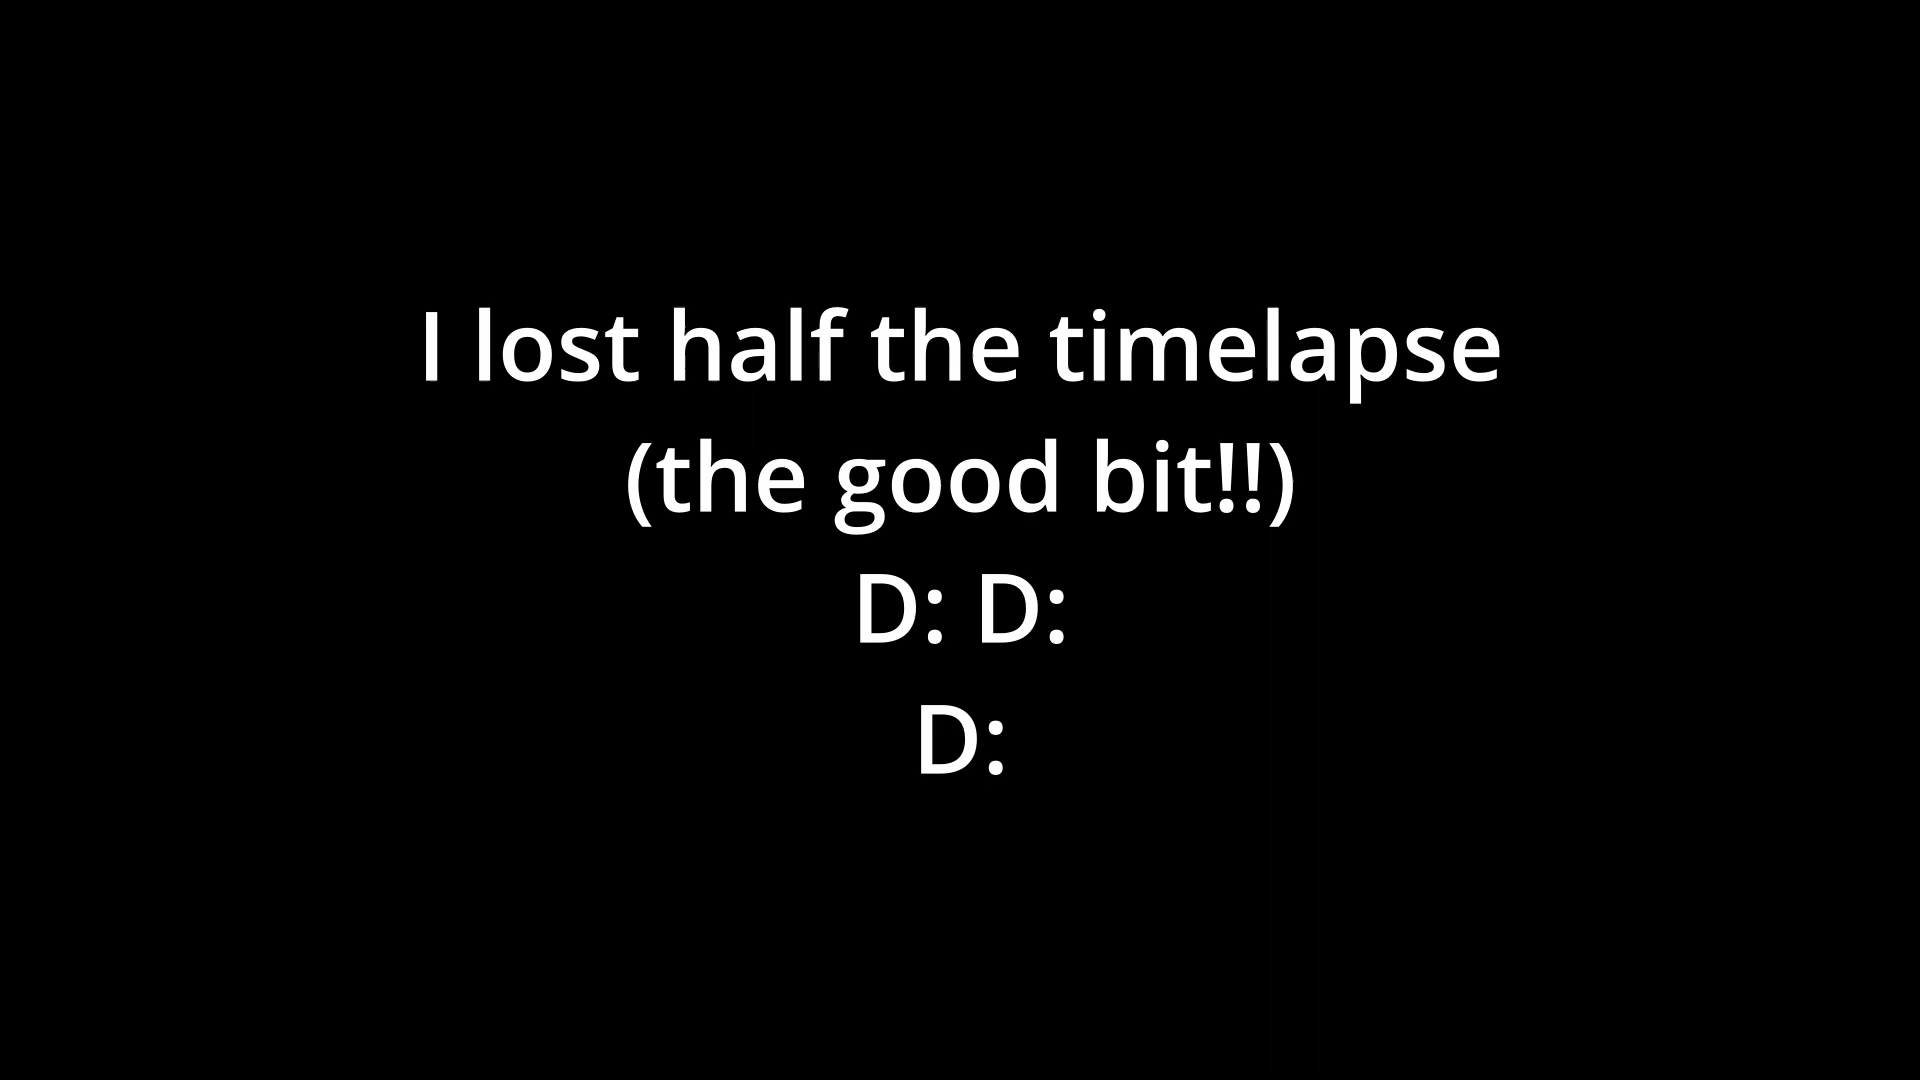 I lost half the timelapse
(the good bit!!)
D: D:
D: